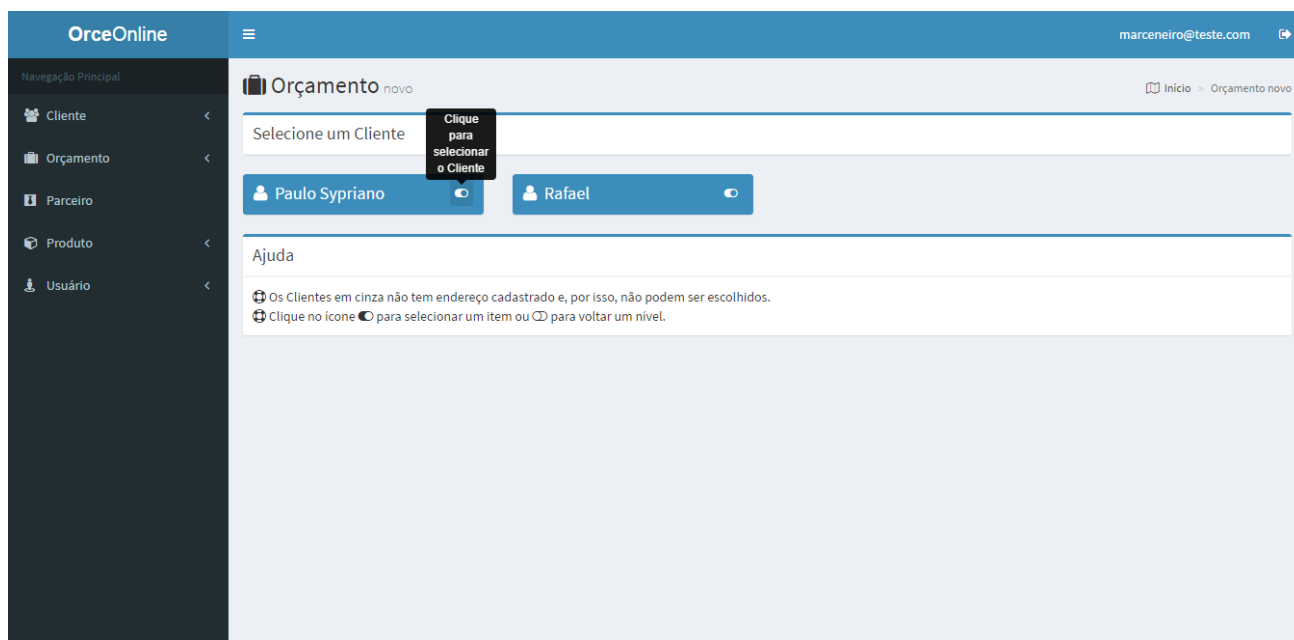 OrceOnline
marceneiro@teste.com
Navegação Principal
Cliente
Orçamento
Parceiro
Produto
Usuário
Orçamento novo
Início > Orçamento novo
Selecione um Cliente
Clique
para
selecionar
o Cliente
Paulo Sypriano
Rafael
Ajuda
Os Clientes em cinza não tem endereço cadastrado e, por isso, não podem ser escolhidos.
Clique no ícone para selecionar um item ou para voltar um nível.